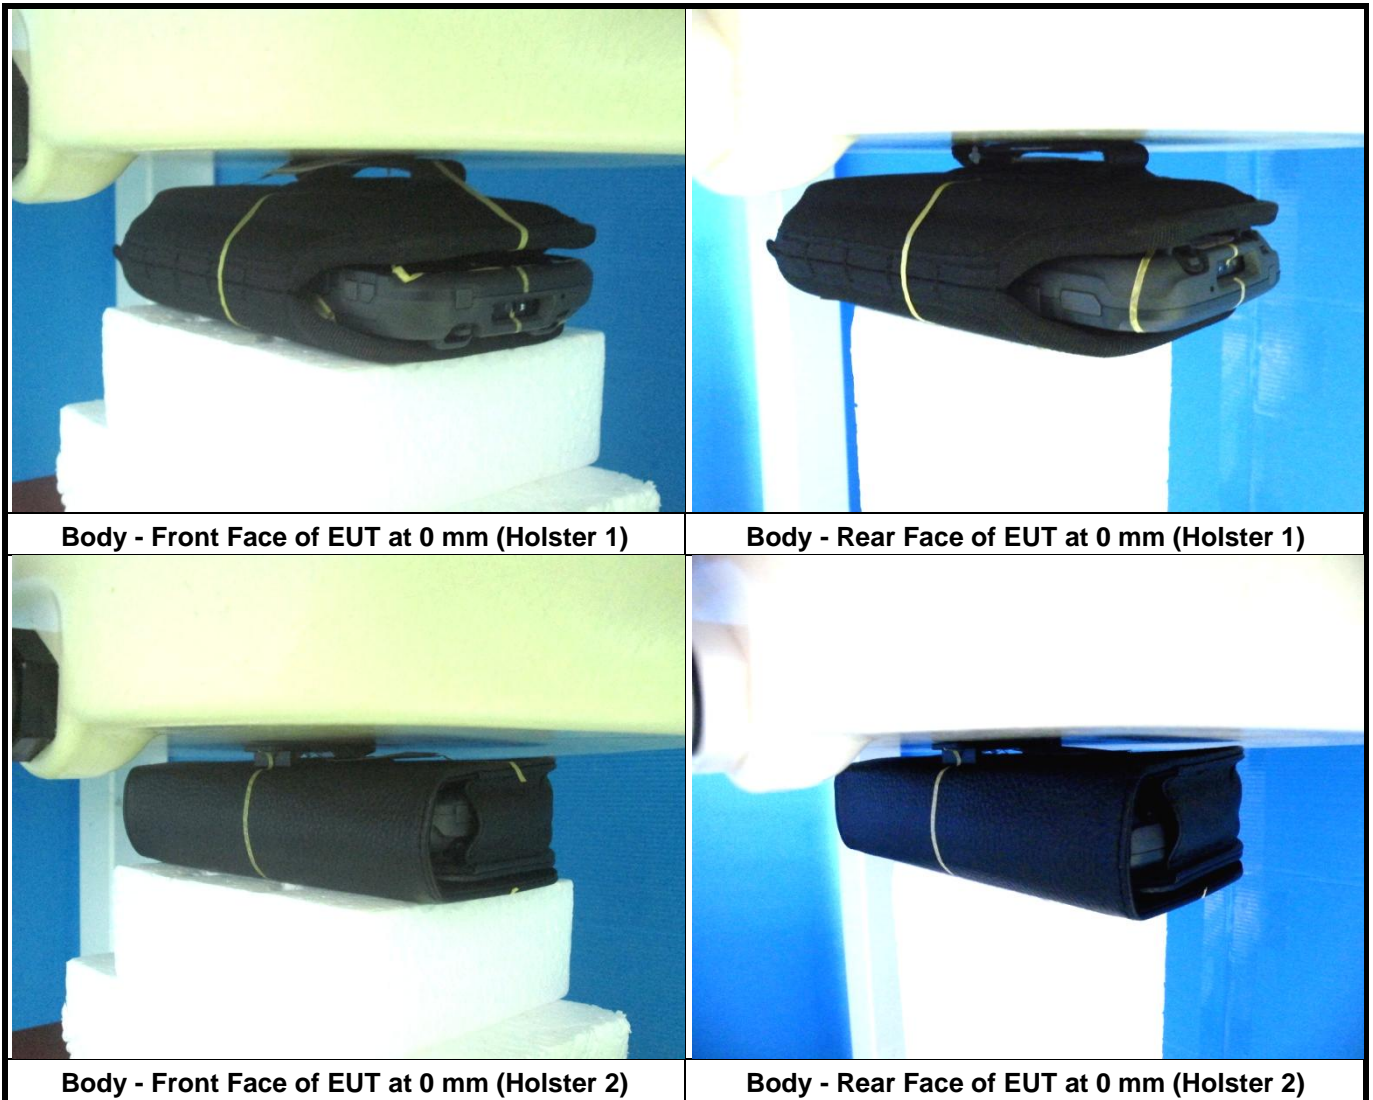 Body - Front Face of EUT at 0 mm (Holster 1)
Body - Rear Face of EUT at 0 mm (Holster 1)
Body - Front Face of EUT at 0 mm (Holster 2)
Body - Rear Face of EUT at 0 mm (Holster 2)